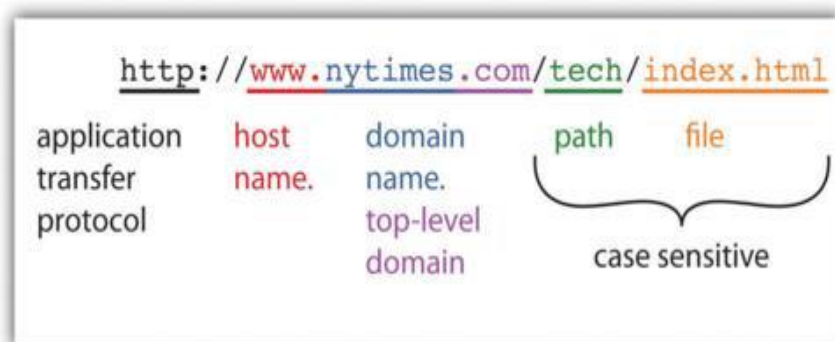 http://www.nytimes.com/tech/index.html
application host domain path file
transfer name. name.
protocol top-level
domain
case sensitive